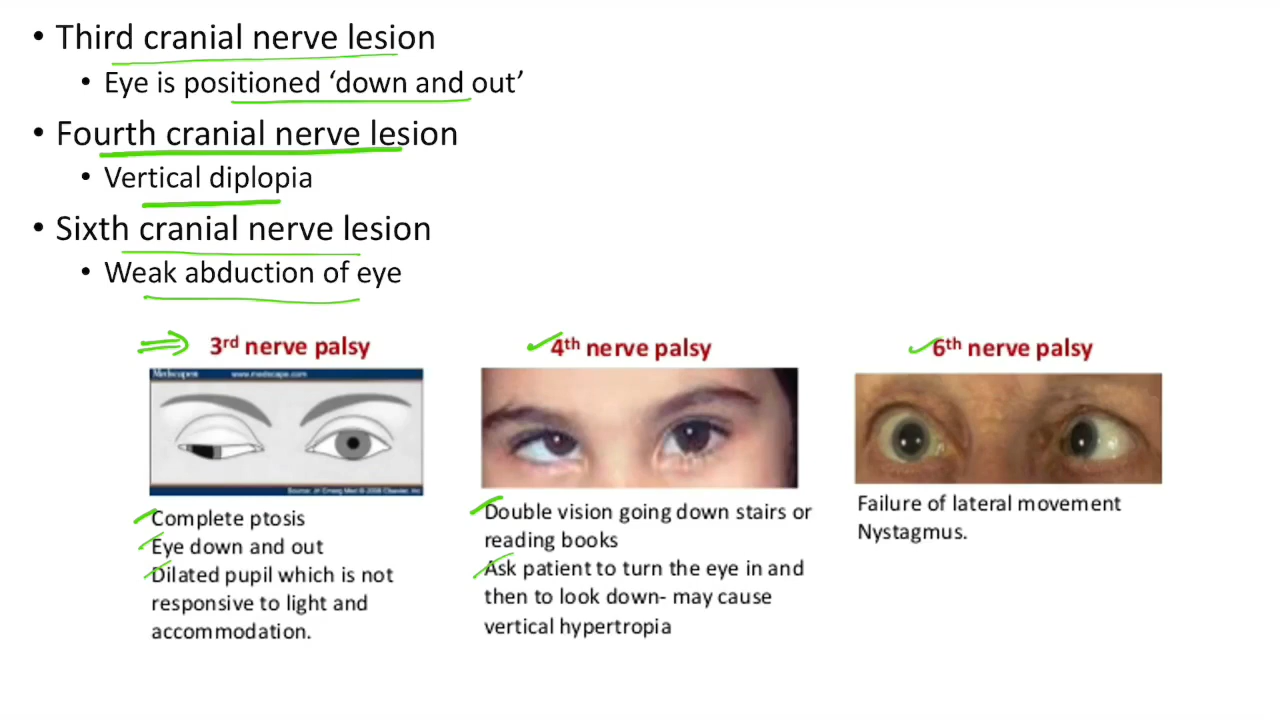 • Third cranial nerve lesion
• Eye is positioned ‘down and out’
• Fourth cranial nerve lesion
• Vertical diplopia
• Sixth cranial nerve lesion
• Weak abduction of eye
3rd nerve palsy
4th nerve palsy
6th nerve palsy
Medscape® www.medscape.com
Complete ptosis
Eye down and out
Dilated pupil which is not
responsive to light and
accommodation.
Double vision going down stairs or
reading books
Ask patient to turn the eye in and
then to look down- may cause
vertical hypertropia
Failure of lateral movement
Nystagmus.